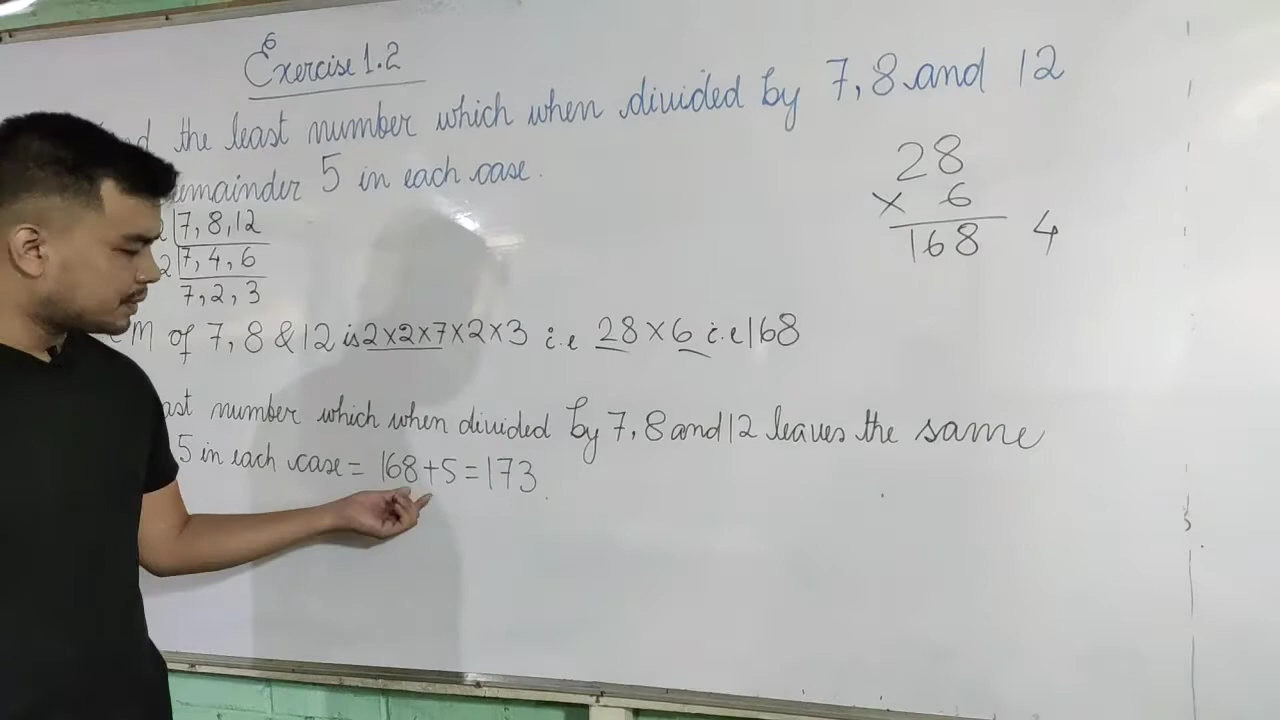 6
Exercise 1.2
the least number which when divided by 7, 8 and 12
5 in each case.
2 7, 8, 12
2 7, 4, 6
7, 2, 3
of 7, 8 & 12 is 2×2×7×2×3 i.e 28×6 i.e 168
number which when divided by 7, 8 and 12 leaves the same
5 in each case = 168+5=173
28
× 6
168 4